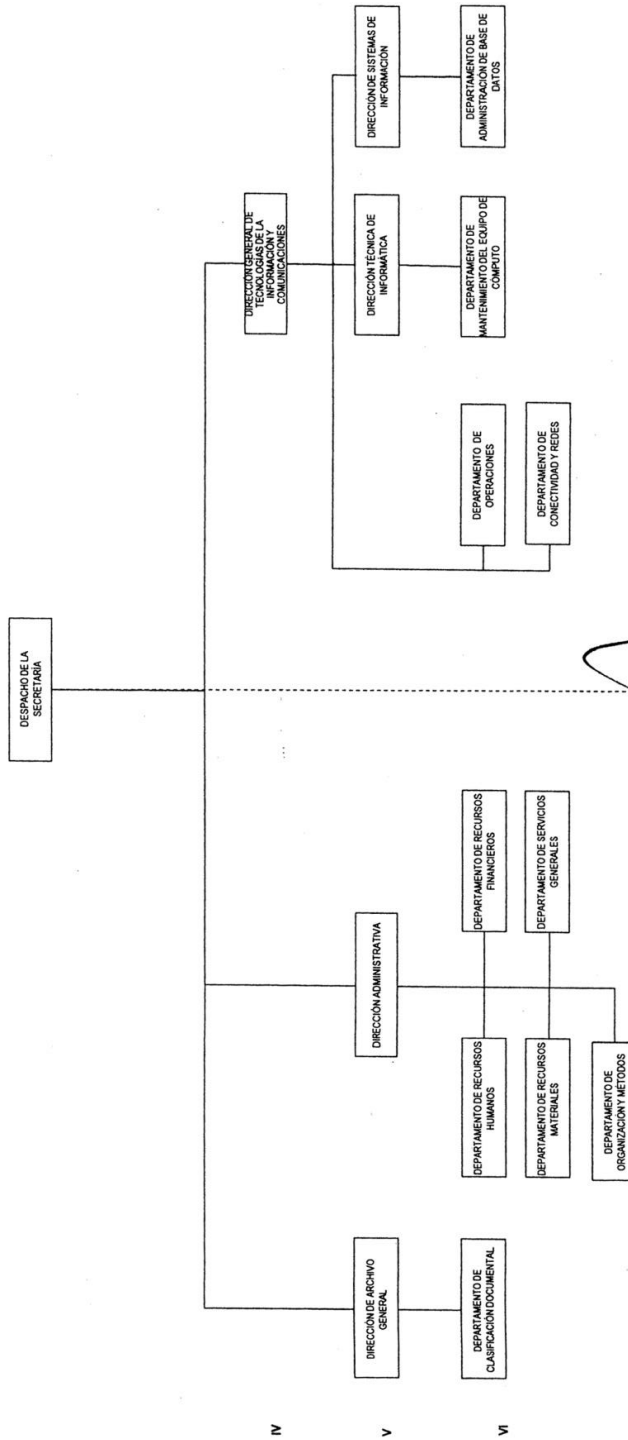 DESPACHO DE LA
SECRETARÍA
IV
DIRECCIÓN GENERAL DE
TECNOLOGÍAS DE LA
INFORMACIÓN Y
COMUNICACIONES
V
DIRECCIÓN DE ARCHIVO
GENERAL
DIRECCIÓN ADMINISTRATIVA
DIRECCIÓN TÉCNICA DE
INFORMÁTICA
DIRECCIÓN DE SISTEMAS DE
INFORMACIÓN
VI
DEPARTAMENTO DE
CLASIFICACIÓN DOCUMENTAL
DEPARTAMENTO DE RECURSOS
HUMANOS
DEPARTAMENTO DE RECURSOS
FINANCIEROS
DEPARTAMENTO DE
OPERACIONES
DEPARTAMENTO DE
MANTENIMIENTO DEL EQUIPO DE
CÓMPUTO
DEPARTAMENTO DE
ADMINISTRACIÓN DE BASE DE
DATOS
DEPARTAMENTO DE RECURSOS
MATERIALES
DEPARTAMENTO DE SERVICIOS
GENERALES
DEPARTAMENTO DE
CONECTIVIDAD Y REDES
DEPARTAMENTO DE
ORGANIZACIÓN Y MÉTODOS